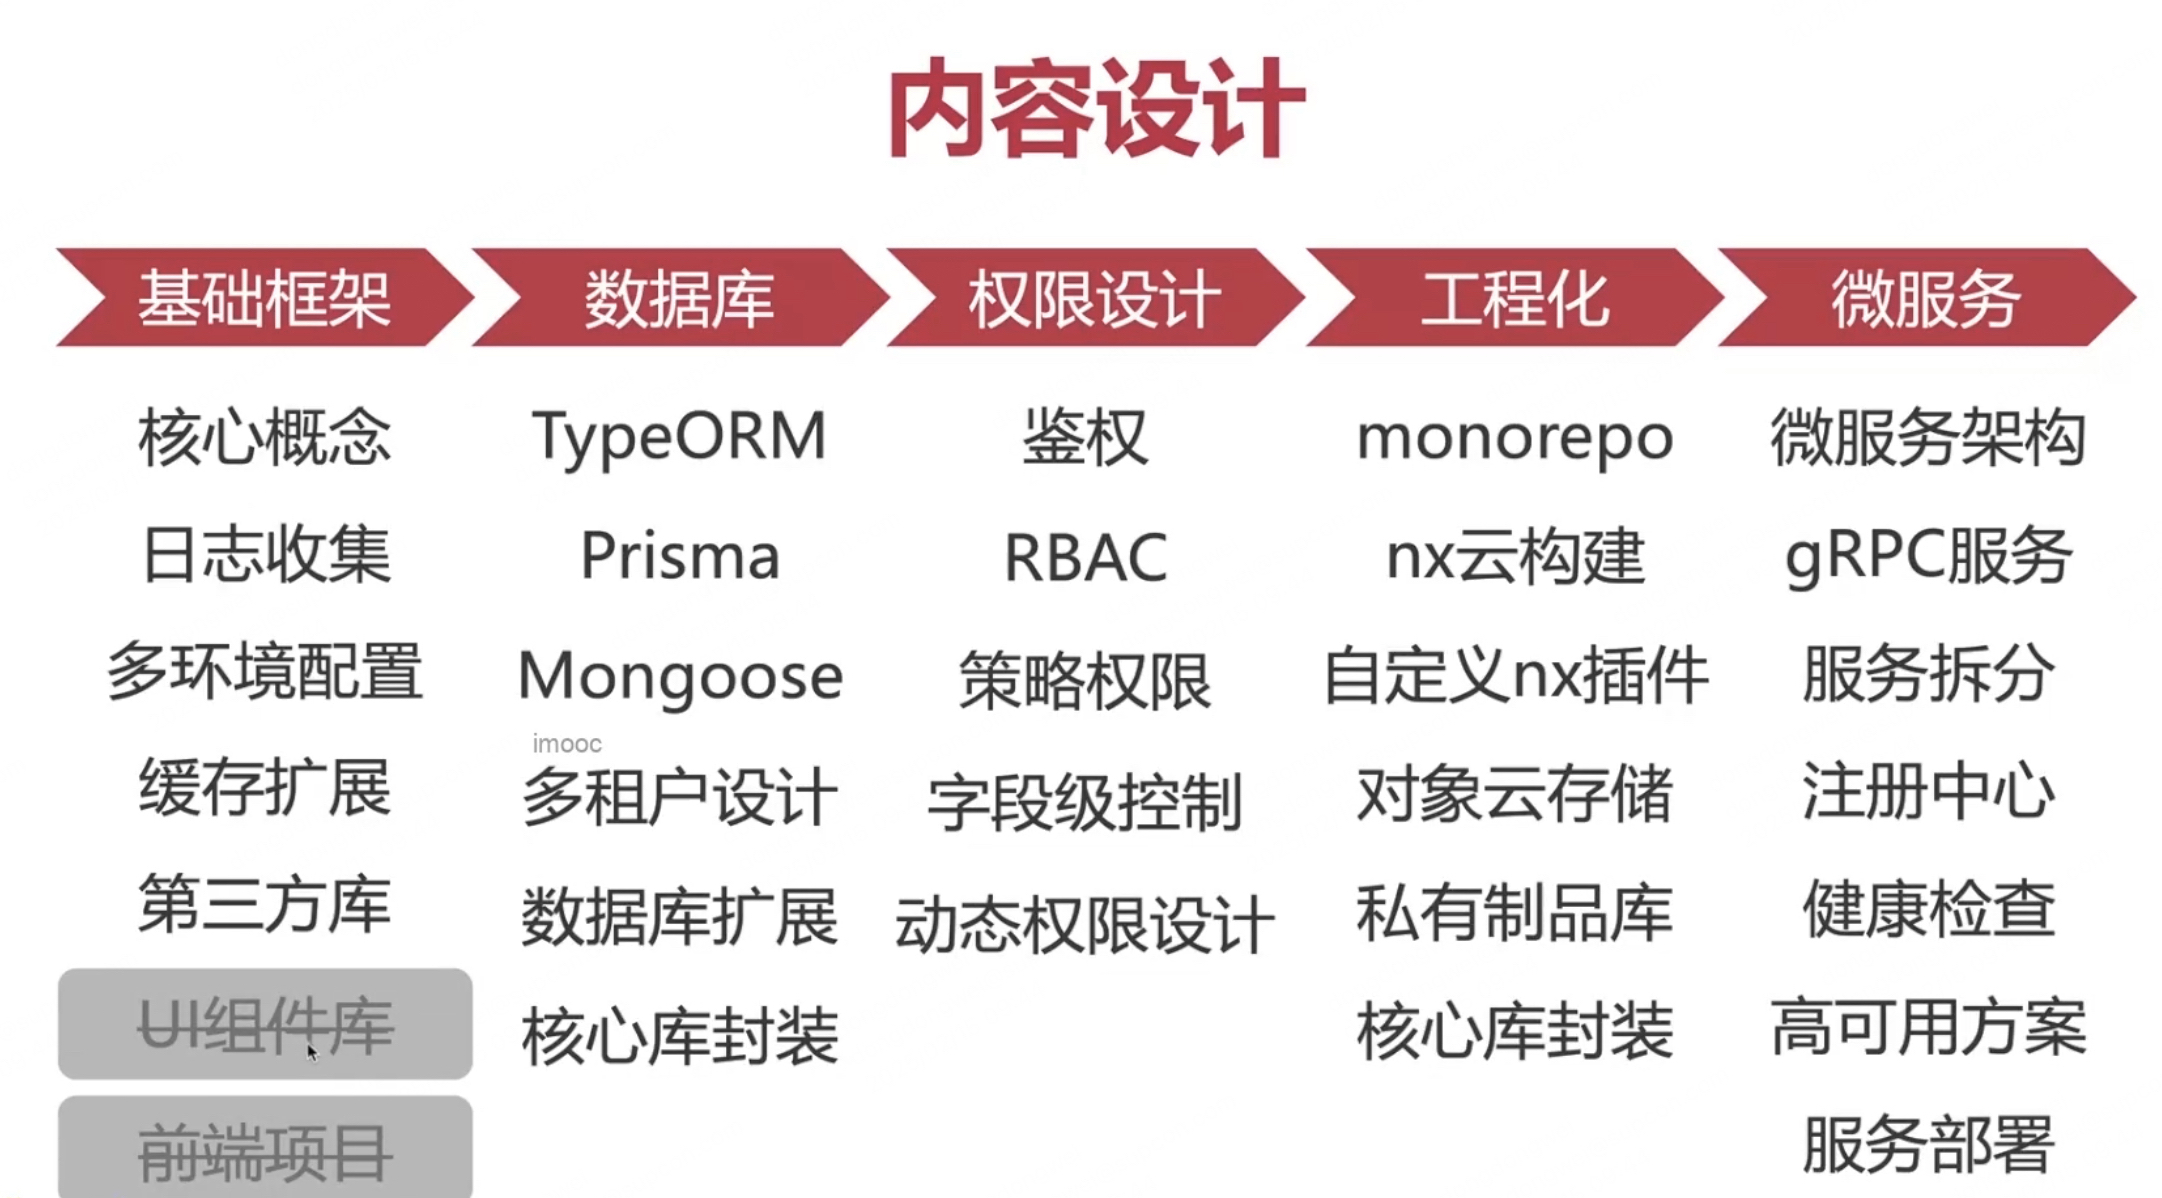 内容设计
基础框架
核心概念
日志收集
多环境配置
缓存扩展
第三方库
UI组件库
前端项目
数据库
TypeORM
Prisma
Mongoose
imooc
多租户设计
数据库扩展
核心库封装
权限设计
鉴权
RBAC
策略权限
字段级控制
动态权限设计
工程化
monorepo
nx云构建
自定义nx插件
对象云存储
私有制品库
核心库封装
微服务
微服务架构
gRPC服务
服务拆分
注册中心
健康检查
高可用方案
服务部署